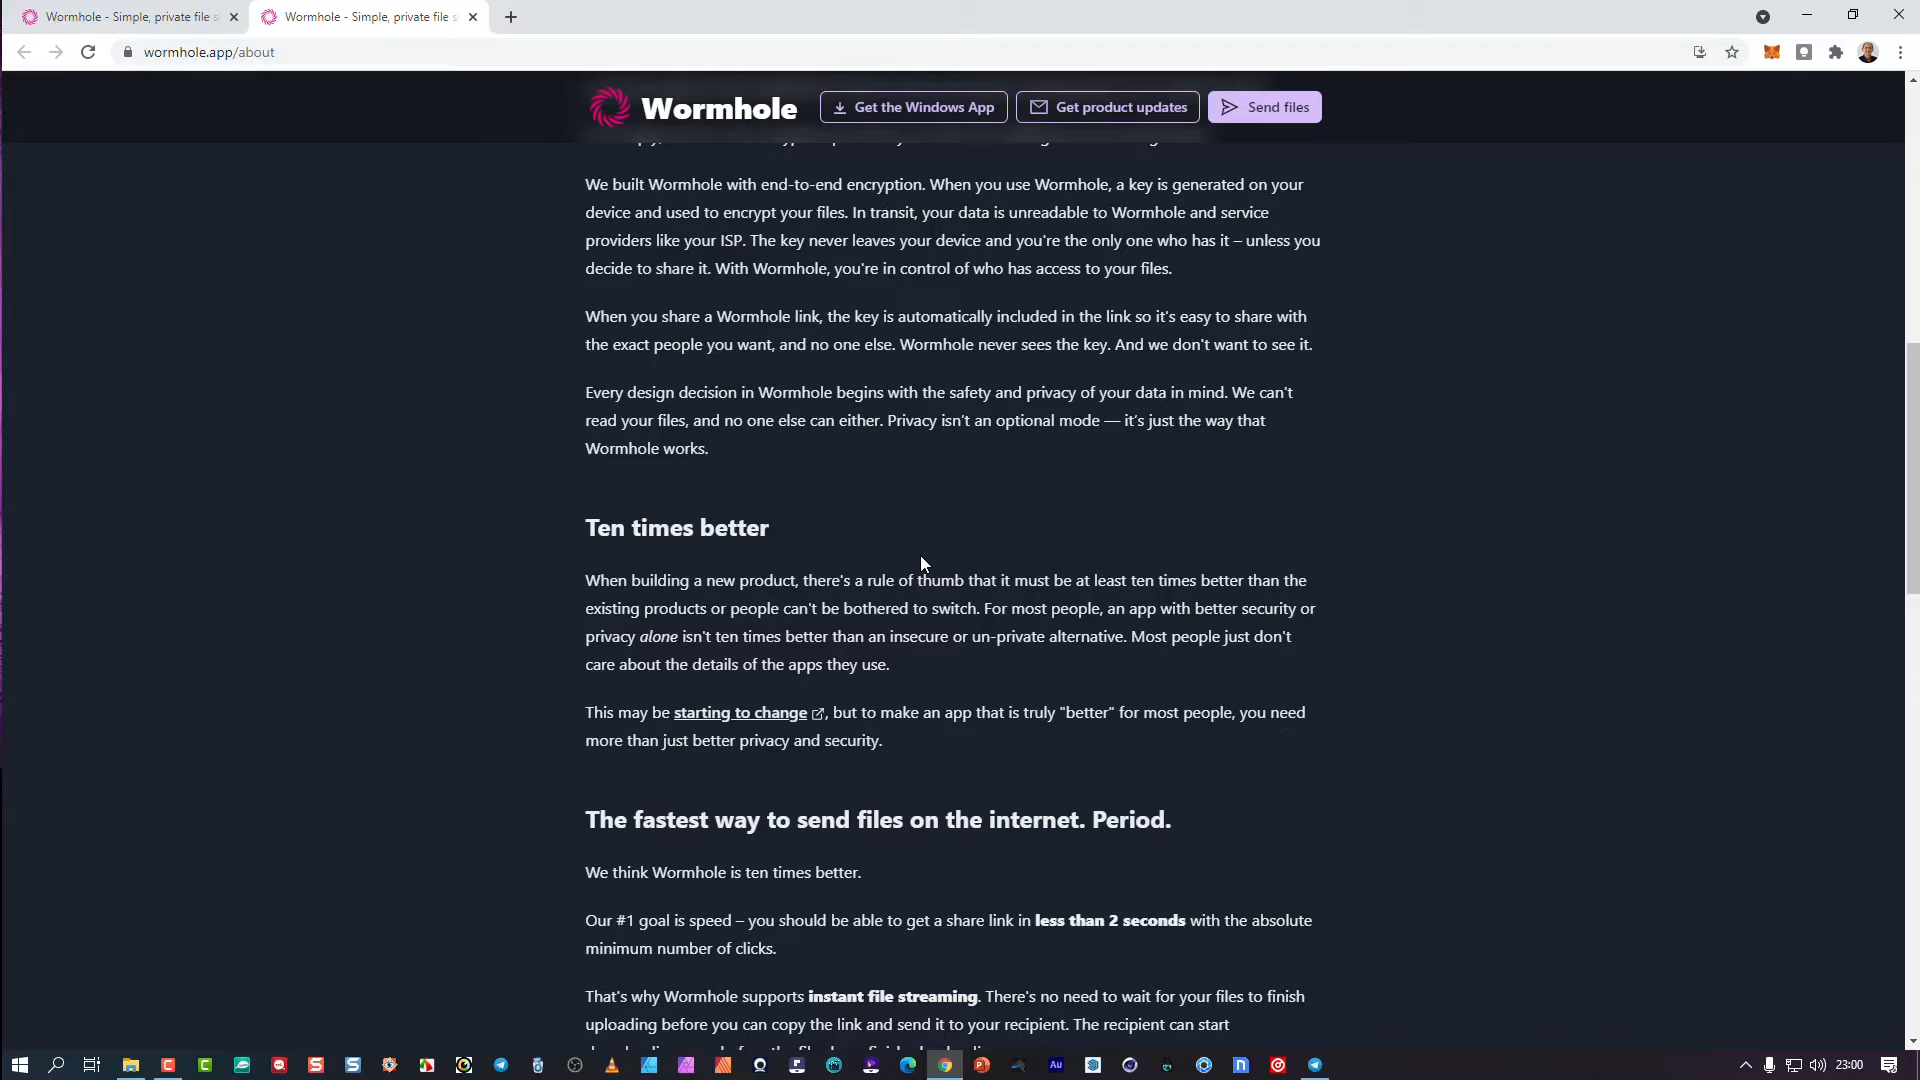 Wormhole - Simple, private file s
Wormhole - Simple, private file s
wormhole.app/about
Wormhole
Get the Windows App
Get product updates
Send files
We built Wormhole with end-to-end encryption. When you use Wormhole, a key is generated on your
device and used to encrypt your files. In transit, your data is unreadable to Wormhole and service
providers like your ISP. The key never leaves your device and you're the only one who has it – unless you
decide to share it. With Wormhole, you're in control of who has access to your files.
When you share a Wormhole link, the key is automatically included in the link so it's easy to share with
the exact people you want, and no one else. Wormhole never sees the key. And we don't want to see it.
Every design decision in Wormhole begins with the safety and privacy of your data in mind. We can't
read your files, and no one else can either. Privacy isn’t an optional mode — it’s just the way that
Wormhole works.
Ten times better
When building a new product, there's a rule of thumb that it must be at least ten times better than the
existing products or people can't be bothered to switch. For most people, an app with better security or
privacy alone isn't ten times better than an insecure or un-private alternative. Most people just don't
care about the details of the apps they use.
This may be starting to change, but to make an app that is truly "better" for most people, you need
more than just better privacy and security.
The fastest way to send files on the internet. Period.
We think Wormhole is ten times better.
Our #1 goal is speed – you should be able to get a share link in less than 2 seconds with the absolute
minimum number of clicks.
That's why Wormhole supports instant file streaming. There's no need to wait for your files to finish
uploading before you can copy the link and send it to your recipient. The recipient can start
23:00